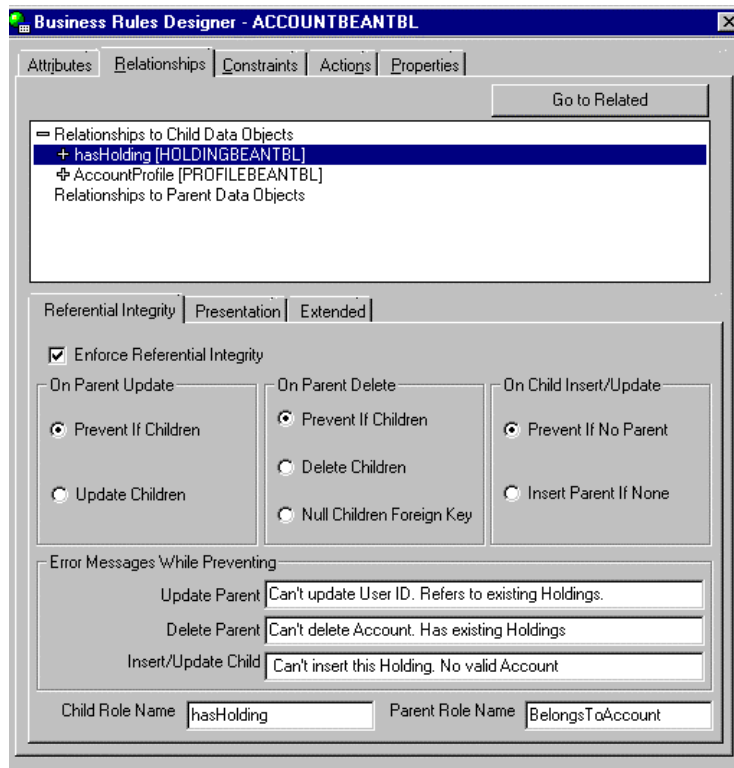 Business Rules Designer - ACCOUNTBEANTBL
Attributes Relationships Constraints Actions Properties
Go to Related
Relationships to Child Data Objects
hasHolding [HOLDINGBEANTBL]
AccountProfile [PROFILEBEANTBL]
Relationships to Parent Data Objects
Referential Integrity Presentation Extended
Enforce Referential Integrity
On Parent Update On Parent Delete On Child Insert/Update
Prevent If Children Prevent If Children Prevent If No Parent
Delete Children
Update Children Insert Parent If None
Null Children Foreign Key
Error Messages While Preventing
Update Parent Can't update User ID. Refers to existing Holdings.
Delete Parent Can't delete Account. Has existing Holdings
Insert/Update Child Can't insert this Holding. No valid Account
Child Role Name hasHolding Parent Role Name BelongsToAccount